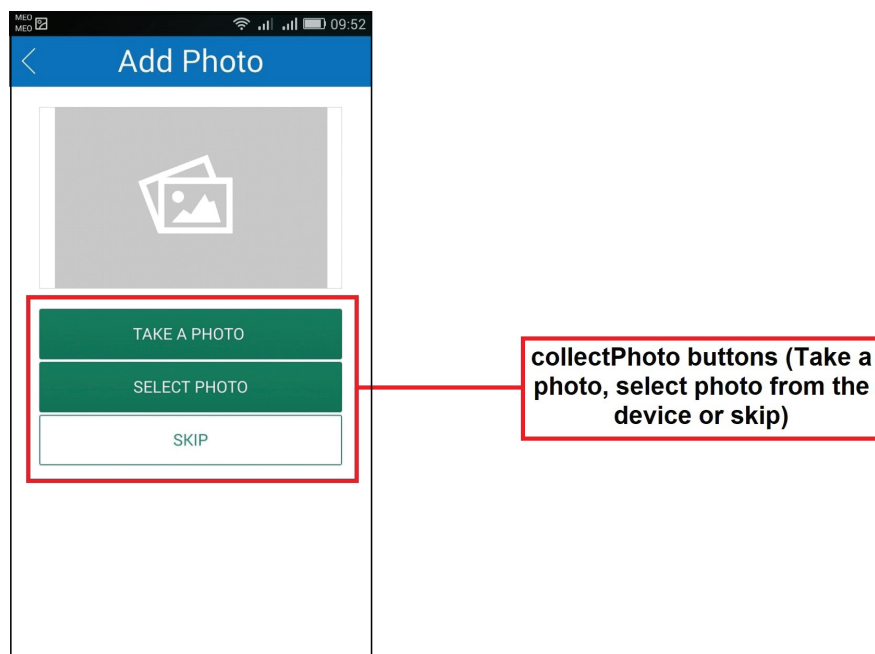 MEO
MEO
09:52
Add Photo
TAKE A PHOTO
SELECT PHOTO
SKIP
collectPhoto buttons (Take a
photo, select photo from the
device or skip)